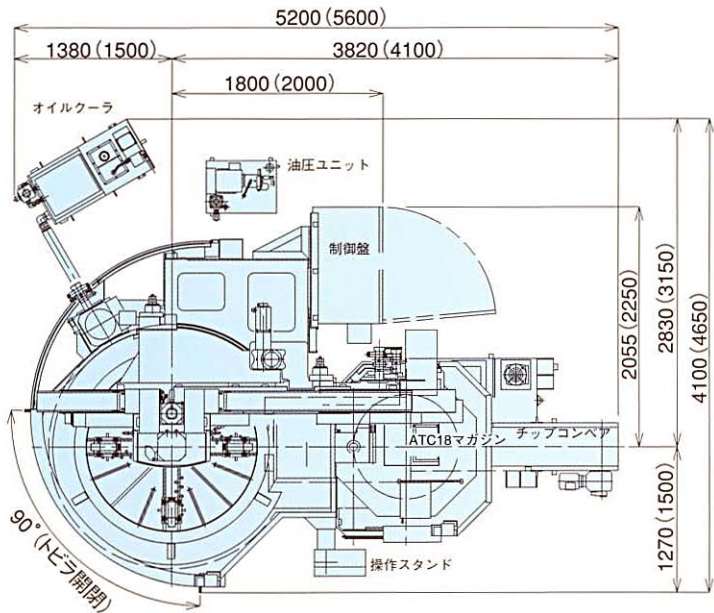 5200(5600)
1380(1500)
3820(4100)
1800(2000)
オイルクーラ
油圧ユニット
制御盤
2055(2250)
2830(3150)
4100(4650)
ATC18マガジン
チップコンベア
1270(1500)
90°(トビラ開閉)
操作スタンド